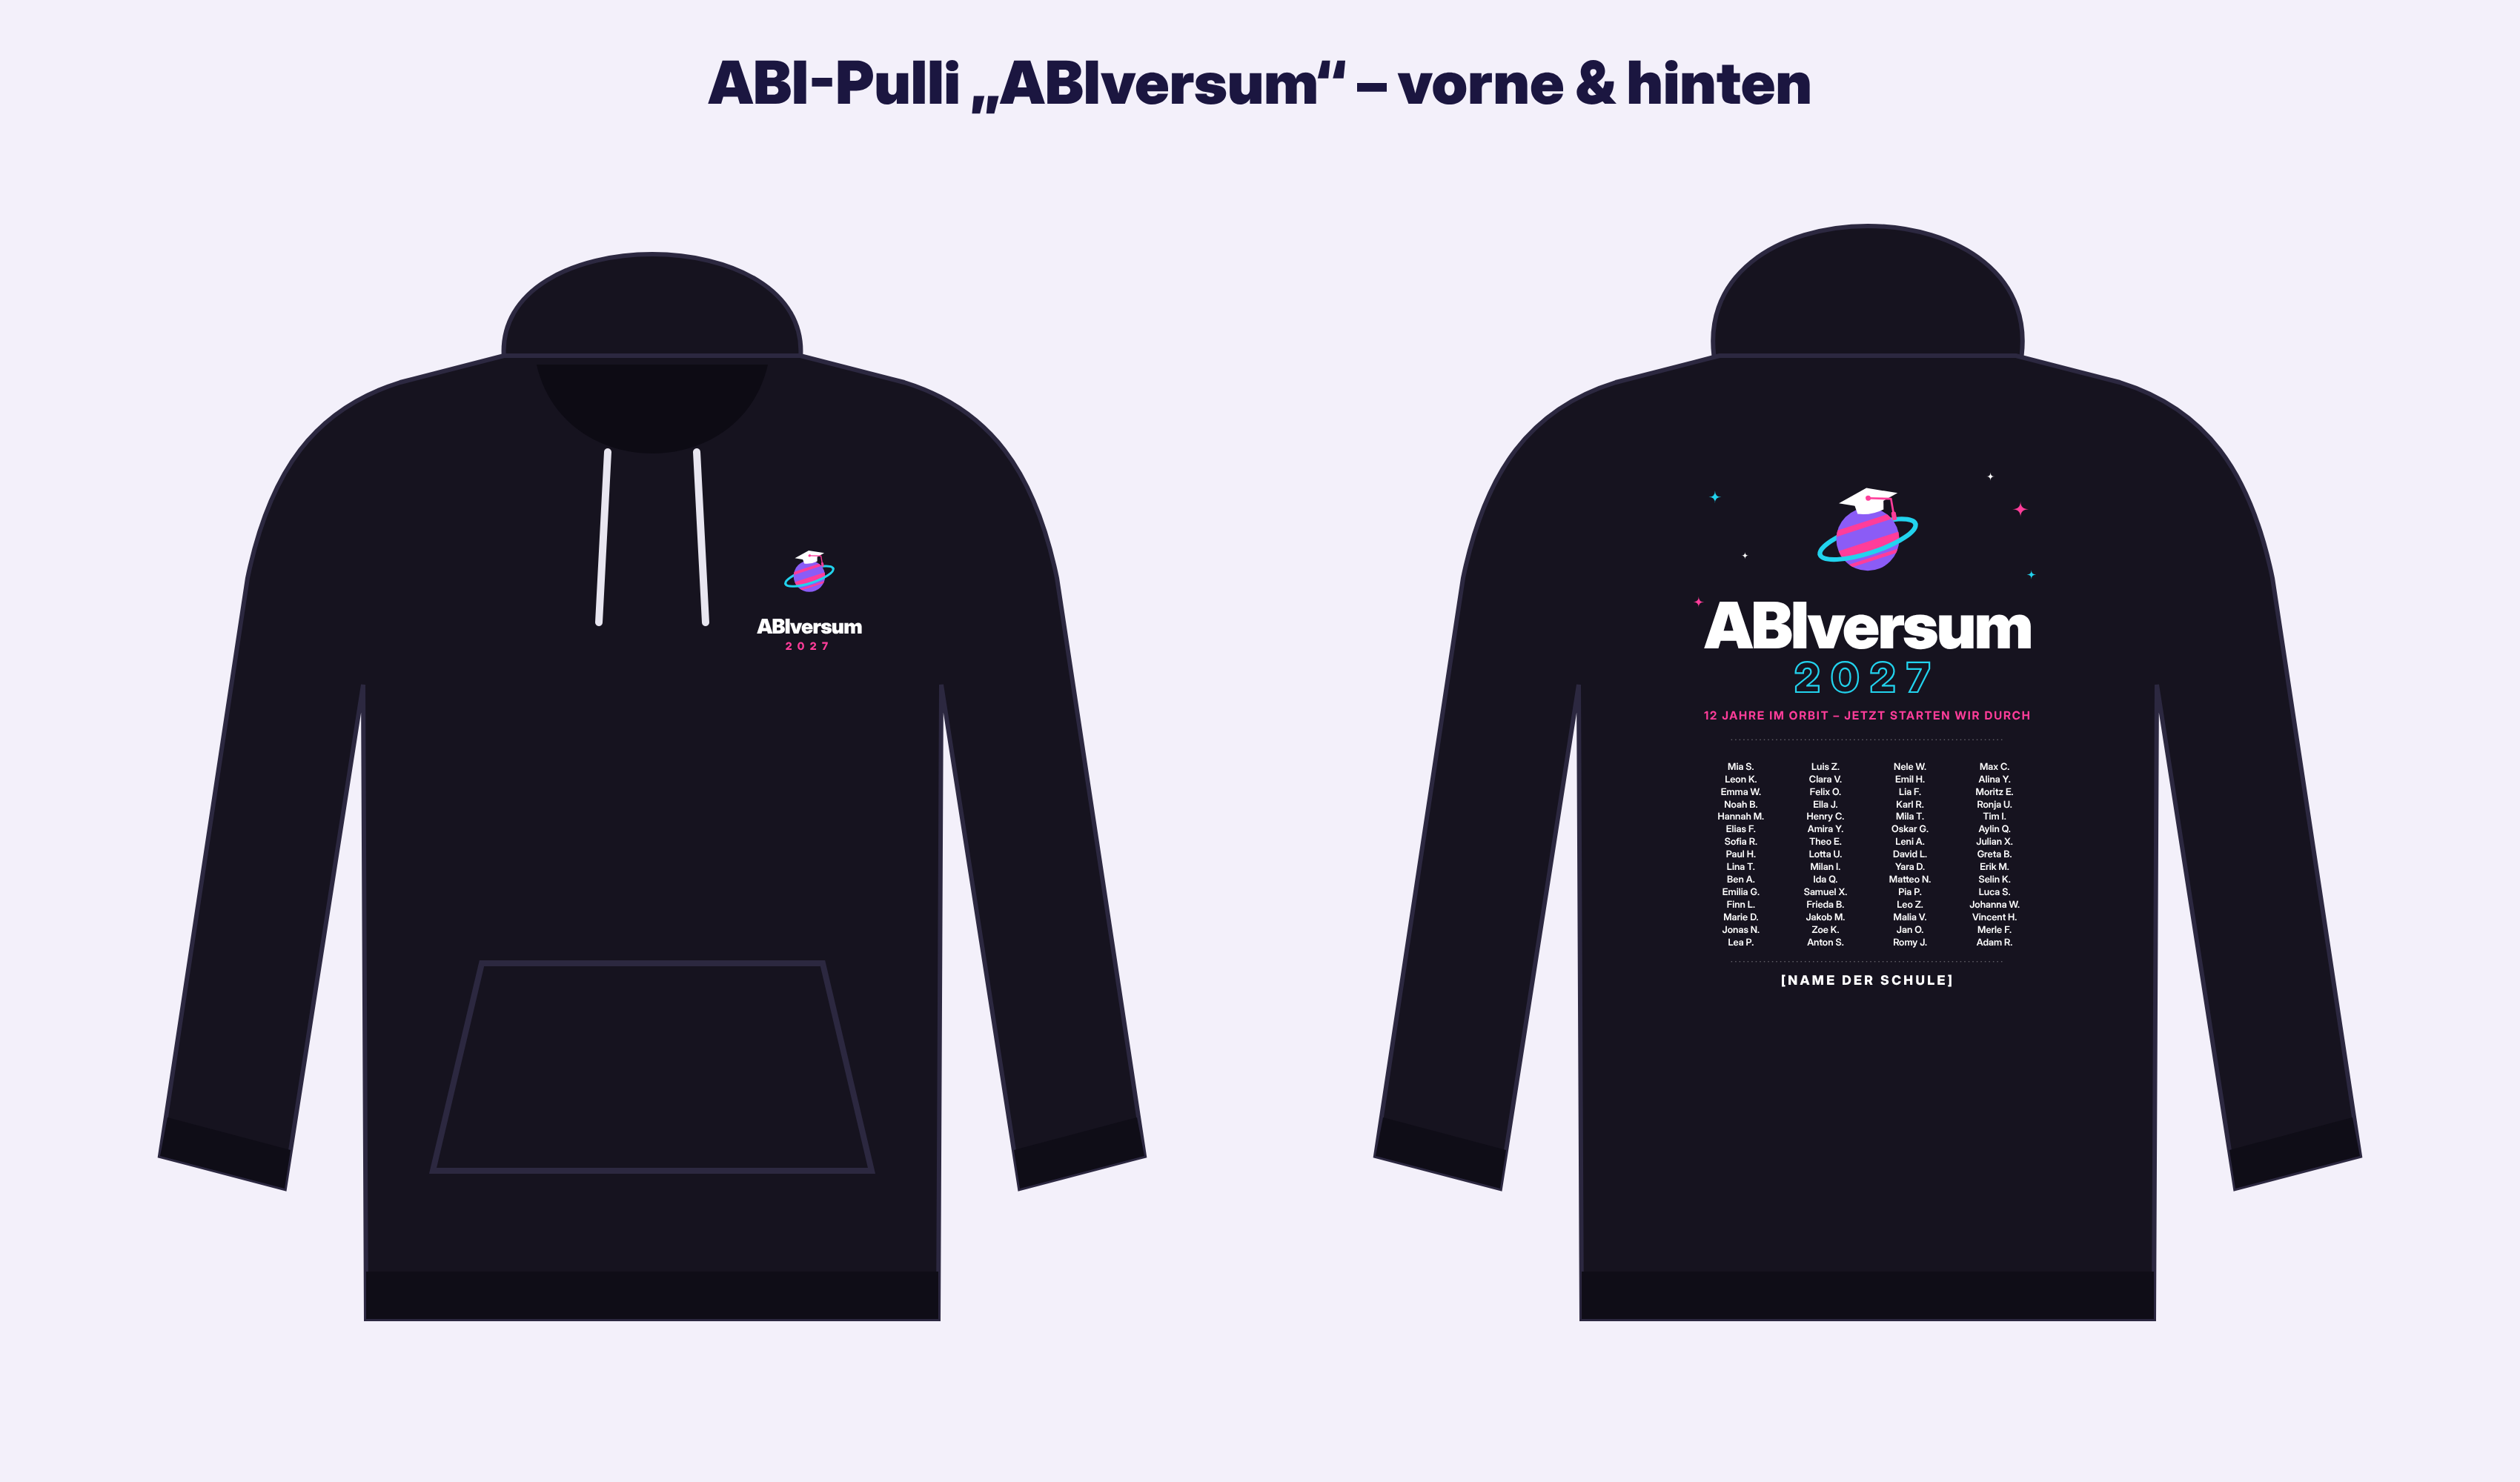 ABI-Pulli „ABIversum“ – vorne & hinten
ABIversum
2027
ABIversum
2027
12 JAHRE IM ORBIT – JETZT STARTEN WIR DURCH
Mia S. Luis Z. Nele W. Max C.
Leon K. Clara V. Emil H. Alina Y.
Emma W. Felix O. Lia F. Moritz E.
Noah B. Ella J. Karl R. Ronja U.
Hannah M. Henry C. Mila T. Tim I.
Elias F. Amira Y. Oskar G. Aylin Q.
Sofia R. Theo E. Leni A. Julian X.
Paul H. Lotta U. David L. Greta B.
Lina T. Milan I. Yara D. Erik M.
Ben A. Ida Q. Matteo N. Selin K.
Emilia G. Samuel X. Pia P. Luca S.
Finn L. Frieda B. Leo Z. Johanna W.
Marie D. Jakob M. Malia V. Vincent H.
Jonas N. Zoe K. Jan O. Merle F.
Lea P. Anton S. Romy J. Adam R.
[NAME DER SCHULE]